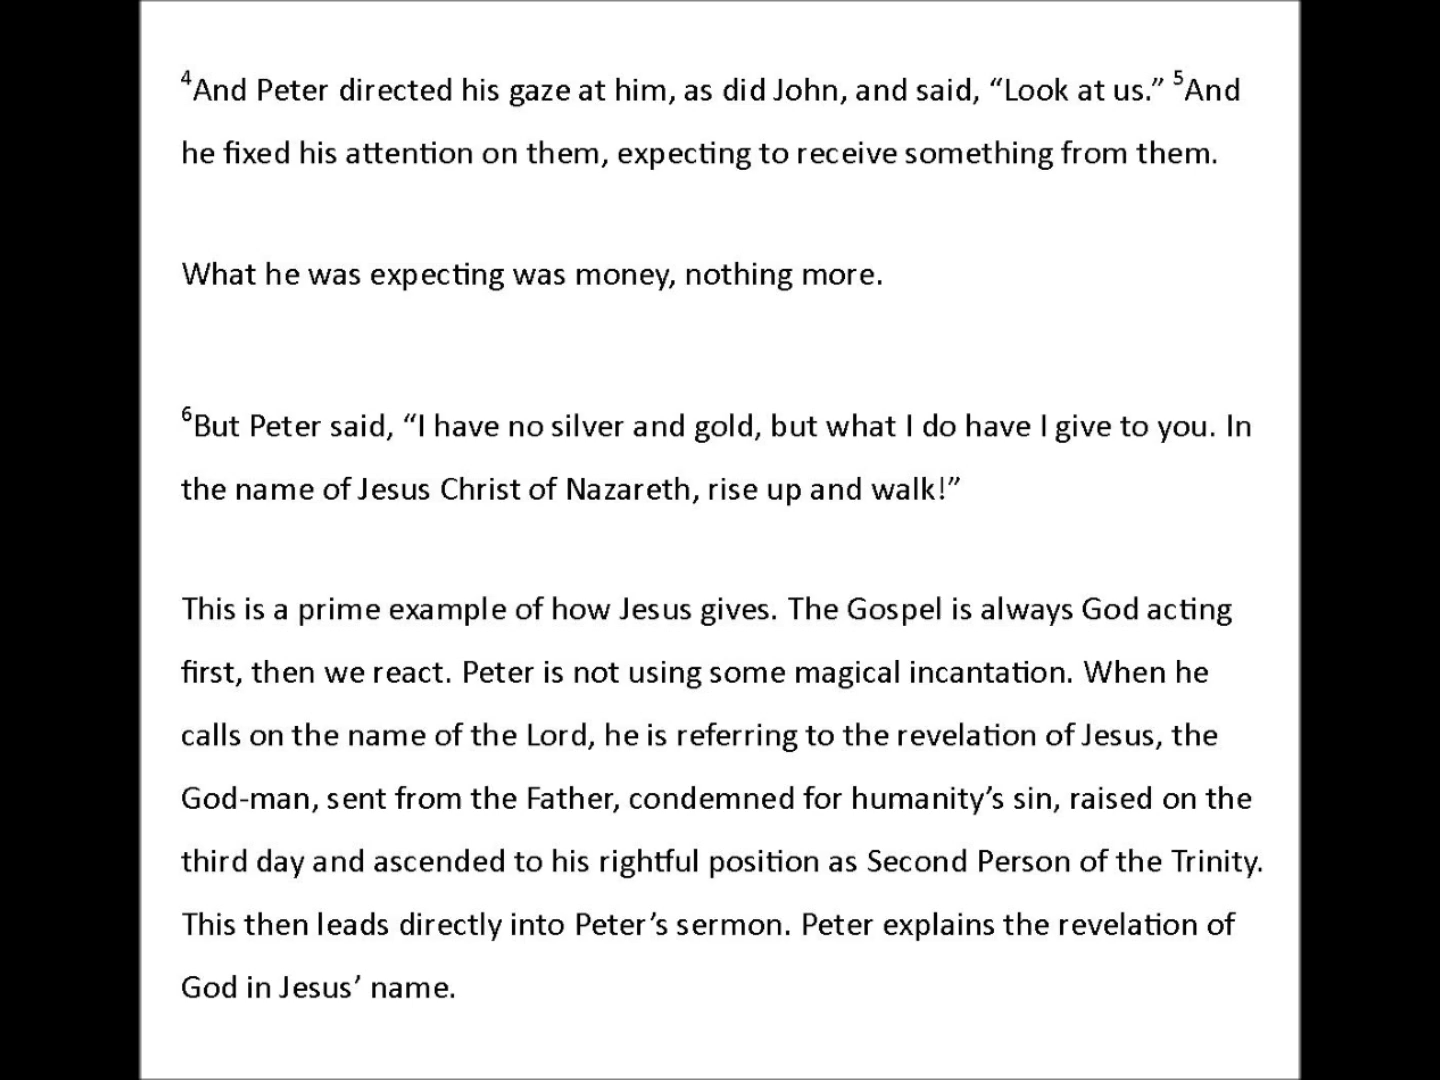 ⁴And Peter directed his gaze at him, as did John, and said, “Look at us.” ⁵And
he fixed his attention on them, expecting to receive something from them.
What he was expecting was money, nothing more.
⁶But Peter said, “I have no silver and gold, but what I do have I give to you. In
the name of Jesus Christ of Nazareth, rise up and walk!”
This is a prime example of how Jesus gives. The Gospel is always God acting
first, then we react. Peter is not using some magical incantation. When he
calls on the name of the Lord, he is referring to the revelation of Jesus, the
God-man, sent from the Father, condemned for humanity’s sin, raised on the
third day and ascended to his rightful position as Second Person of the Trinity.
This then leads directly into Peter’s sermon. Peter explains the revelation of
God in Jesus’ name.